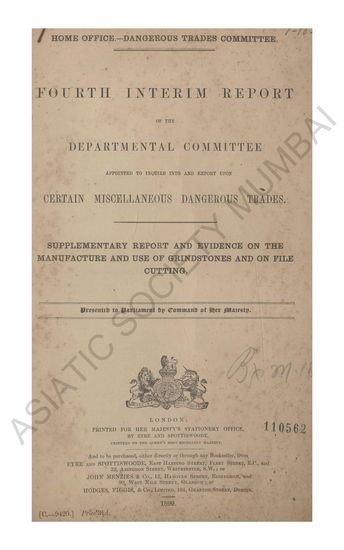 HOME OFFICE.—DANGEROUS TRADES COMMITTEE.
FOURTH INTERIM REPORT
OF THE
DEPARTMENTAL COMMITTEE
APPOINTED TO INQUIRE INTO AND REPORT UPON
CERTAIN MISCELLANEOUS DANGEROUS TRADES.
SUPPLEMENTARY REPORT AND EVIDENCE ON THE
MANUFACTURE AND USE OF GRINDSTONES AND ON FILE
CUTTING.
Presented to Parliament by Command of Her Majesty.
LONDON:
PRINTED FOR HER MAJESTY'S STATIONERY OFFICE,
BY EYRE AND SPOTTISWOODE,
PRINTERS TO THE QUEEN'S MOST EXCELLENT MAJESTY.
110562
And to be purchased, either directly or through any Bookseller, from
EYRE AND SPOTTISWOODE, EAST HARDING STREET, FLEET STREET, E.C., and
32, ABINGDON STREET, WESTMINSTER, S.W.; or
JOHN MENZIES & Co., 12, HANOVER STREET, EDINBURGH, and
90, WEST NILE STREET, GLASGOW; or
HODGES, FIGGIS, & Co., LIMITED, 104, GRAFTON STREET, DUBLIN.
1899.
[C.—9420.]
ASIATIC SOCIETY MUMBAI